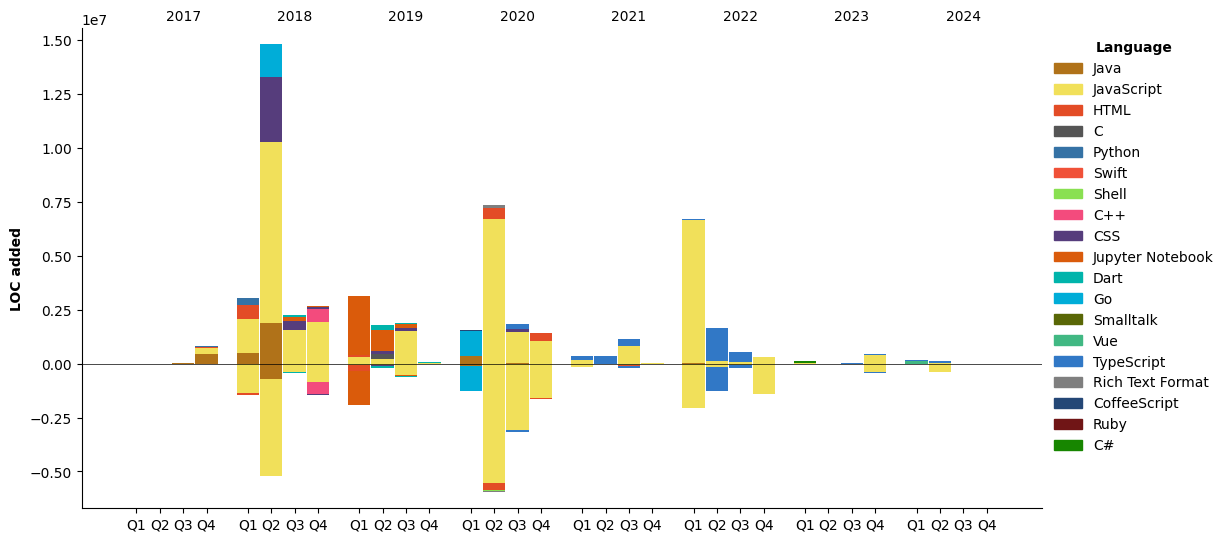 2017 2018 2019 2020 2021 2022 2023 2024
1e7
1.50
1.25
1.00
0.75
0.50
0.25
0.00
−0.25
−0.50
LOC added
Q1 Q2 Q3 Q4 Q1 Q2 Q3 Q4 Q1 Q2 Q3 Q4 Q1 Q2 Q3 Q4 Q1 Q2 Q3 Q4 Q1 Q2 Q3 Q4 Q1 Q2 Q3 Q4 Q1 Q2 Q3 Q4
Language
Java
JavaScript
HTML
C
Python
Swift
Shell
C++
CSS
Jupyter Notebook
Dart
Go
Smalltalk
Vue
TypeScript
Rich Text Format
CoffeeScript
Ruby
C#